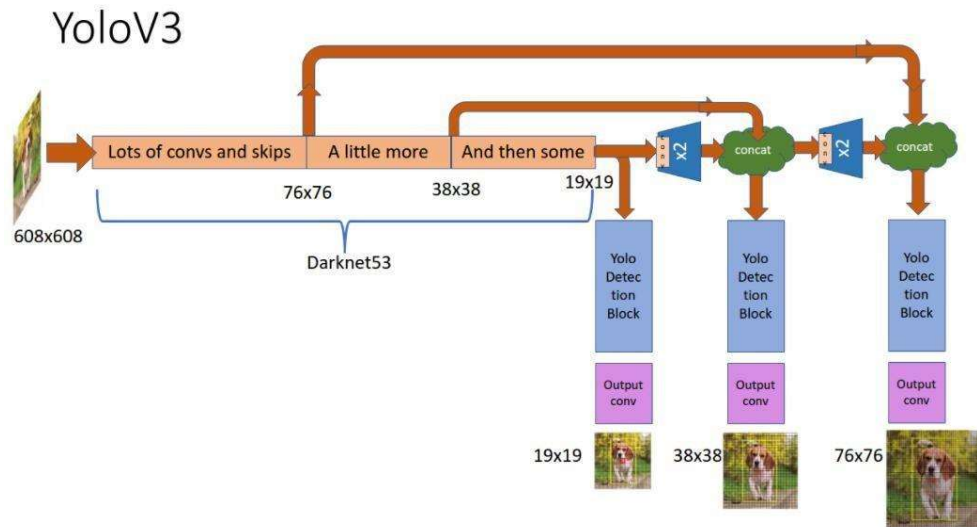 YoloV3
Lots of convs and skips
A little more
And then some
con
x2
concat
con
x2
concat
76x76
38x38
19x19
608x608
Darknet53
Yolo
Detec
tion
Block
Yolo
Detec
tion
Block
Yolo
Detec
tion
Block
Output
conv
Output
conv
Output
conv
19x19
38x38
76x76